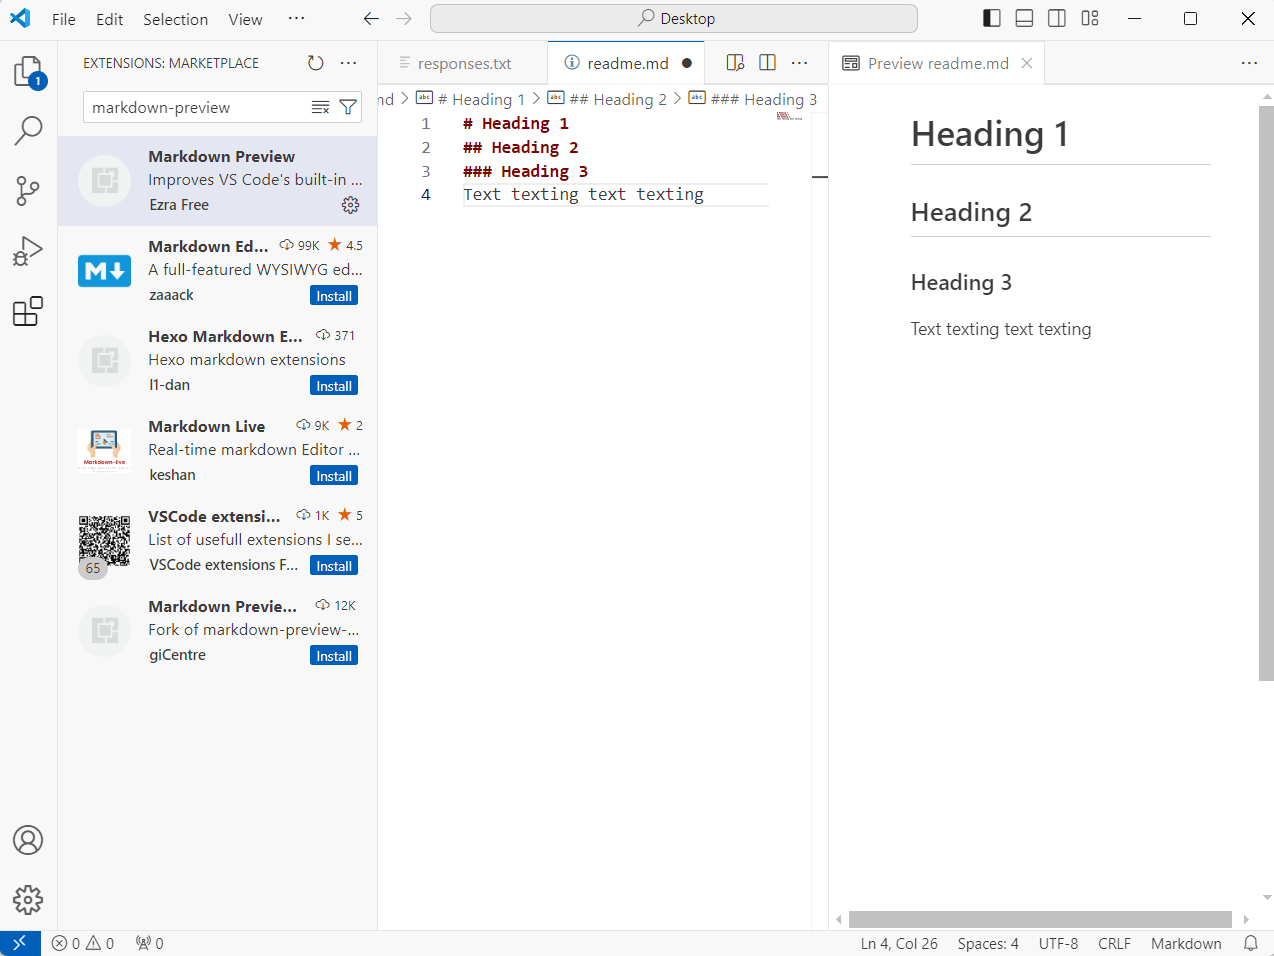 File Edit Selection View ··· Desktop
EXTENSIONS: MARKETPLACE
markdown-preview
Markdown Preview
Improves VS Code's built-in ...
Ezra Free
Markdown Ed... 99K ★ 4.5
A full-featured WYSIWYG ed...
zaaack Install
Hexo Markdown E... 371
Hexo markdown extensions
l1-dan Install
Markdown Live 9K ★ 2
Real-time markdown Editor ...
keshan Install
VSCode extensi... 1K ★ 5
List of usefull extensions I se...
VSCode extensions F... Install
65
Markdown Previe... 12K
Fork of markdown-preview-...
giCentre Install
1
responses.txt readme.md
nd > # Heading 1 > ## Heading 2 > ### Heading 3
1 # Heading 1
2 ## Heading 2
3 ### Heading 3
4 Text texting text texting
Preview readme.md
Heading 1
Heading 2
Heading 3
Text texting text texting
0 0 0 Ln 4, Col 26 Spaces: 4 UTF-8 CRLF Markdown